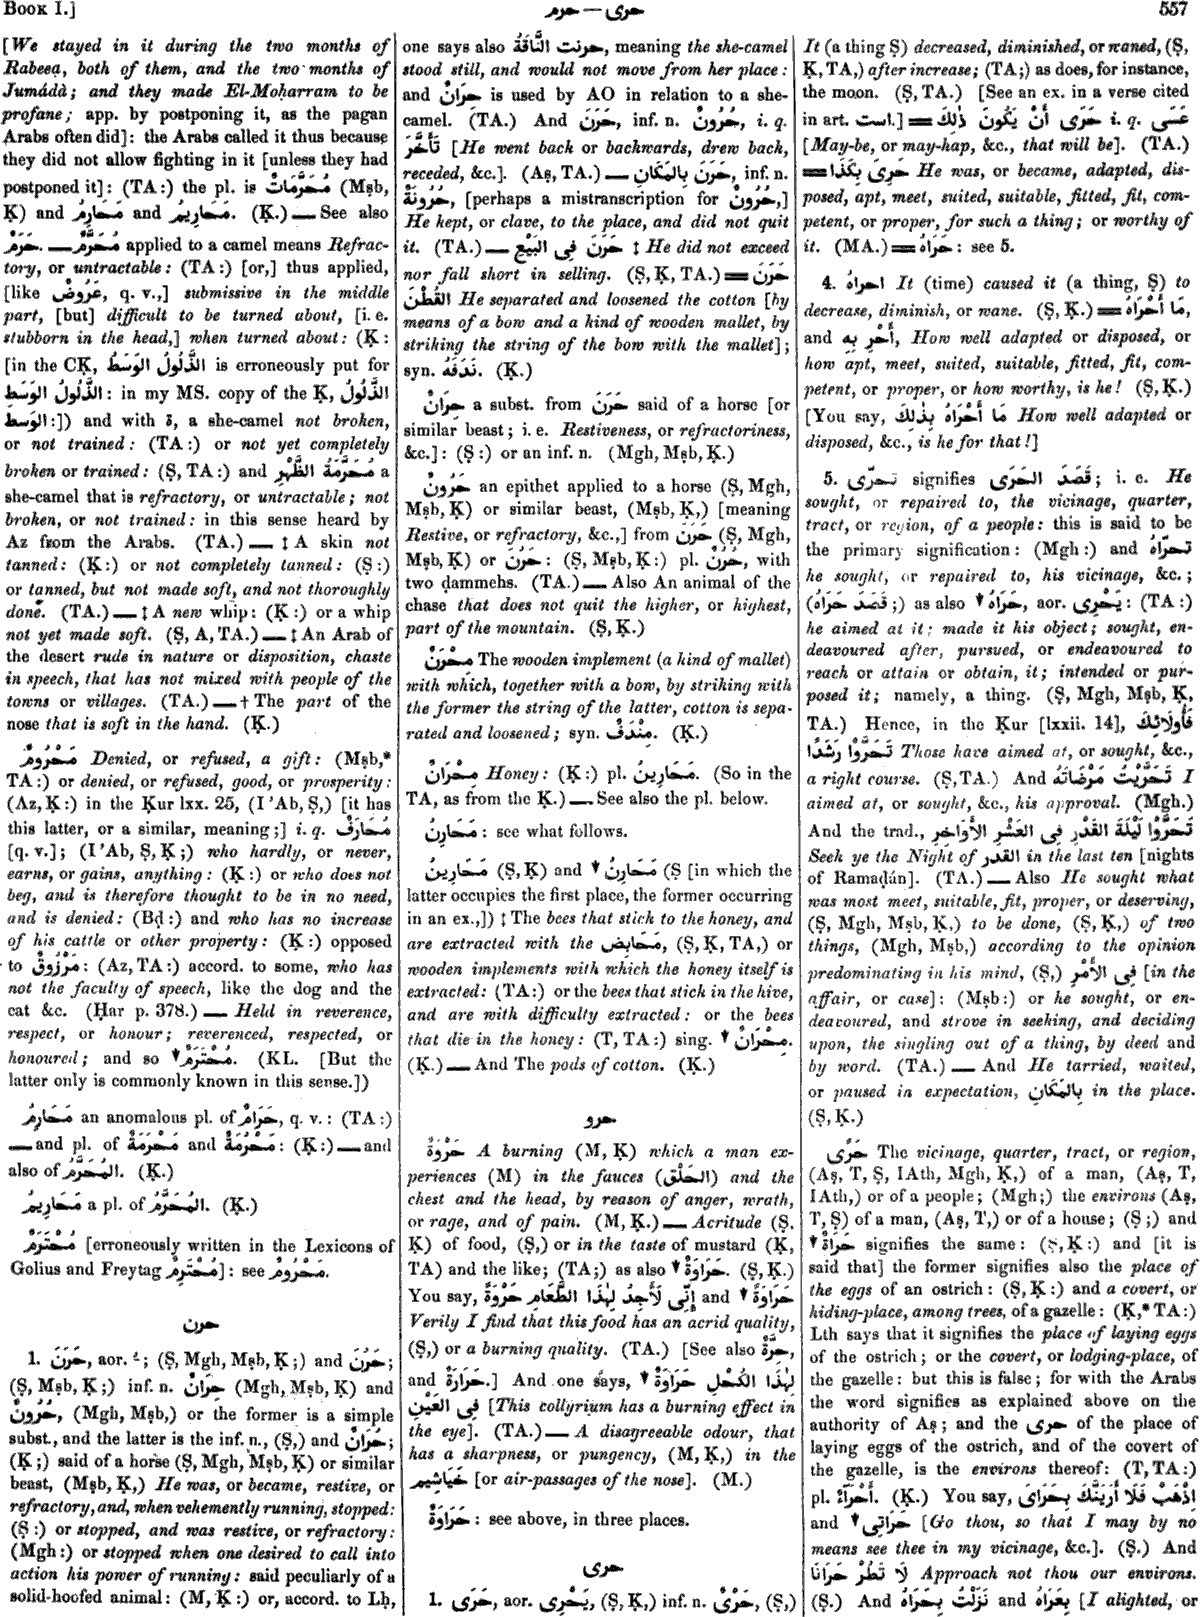 BOOK I.]
حرم — حرى
557
[We stayed in it during the two months of
Rabeea, both of them, and the two months of
Jumádà; and they made El-Moḥarram to be
profane; app. by postponing it, as the pagan
Arabs often did]: the Arabs called it thus because
they did not allow fighting in it [unless they had
postponed it]: (TA:) the pl. is مُحَرَّمَاتٌ (Mṣb,
Ḳ) and مَحَارِمُ and مَحَارِيمُ. (Ḳ.) — See also
حَرَمٌ. — مُحَرَّمٌ applied to a camel means Refrac-
tory, or untractable: (TA:) [or,] thus applied,
[like عَرُوضٌ, q. v.,] submissive in the middle
part, [but] difficult to be turned about, [i. e.
stubborn in the head,] when turned about: (Ḳ:
[in the CḲ, الذَّلُولُ الوَسَطُ is erroneously put for
الذَّلُولُ الوَسَطِ: in my MS. copy of the Ḳ, الذَّلُولُ
الوَسَطَ:]) and with ة, a she-camel not broken,
or not trained: (TA:) or not yet completely
broken or trained: (Ṣ, TA:) and مُحَرَّمَةُ الظَّهْرِ a
she-camel that is refractory, or untractable; not
broken, or not trained: in this sense heard by
Az from the Arabs. (TA.) — ‡ A skin not
tanned: (Ḳ:) or not completely tanned: (Ṣ:)
or tanned, but not made soft, and not thoroughly
done. (TA.) — ‡ A new whip: (Ḳ:) or a whip
not yet made soft. (Ṣ, A, TA.) — ‡ An Arab of
the desert rude in nature or disposition, chaste
in speech, that has not mixed with people of the
towns or villages. (TA.) — † The part of the
nose that is soft in the hand. (Ḳ.)
مَحْرُومٌ Denied, or refused, a gift: (Mṣb,*
TA:) or denied, or refused, good, or prosperity:
(Az, Ḳ:) in the Ḳur lxx. 25, (I'Ab, Ṣ,) [it has
this latter, or a similar, meaning;] i. q. مُحَارَفٌ
[q. v.]; (I'Ab, Ṣ, Ḳ;) who hardly, or never,
earns, or gains, anything: (Ḳ:) or who does not
beg, and is therefore thought to be in no need,
and is denied: (Bḍ:) and who has no increase
of his cattle or other property: (Ḳ:) opposed
to مَرْزُوقٌ: (Az, TA:) accord. to some, who has
not the faculty of speech, like the dog and the
cat &c. (Ḥar p. 378.) — Held in reverence,
respect, or honour; reverenced, respected, or
honoured; and so ▼مُحْتَرَمٌ. (KL. [But the
latter only is commonly known in this sense.])
مَحَارِمُ an anomalous pl. of حَرَامٌ, q. v.: (TA:)
— and pl. of مَحْرَمَةٌ and مَحْرُمَةٌ: (Ḳ:) — and
also of المُحَرَّمُ. (Ḳ.)
مَحَارِيمُ a pl. of المُحَرَّمُ. (Ḳ.)
مُحْتَرَمٌ [erroneously written in the Lexicons of
Golius and Freytag مُحْتَرِمٌ]: see مَحْرُومٌ.
حرن
1. حَرَنَ, aor. ـُ; (Ṣ, Mgh, Mṣb, Ḳ;) and حَرُنَ;
(Ṣ, Mṣb, Ḳ;) inf. n. حِرَانٌ (Mgh, Mṣb, Ḳ) and
حُرُونٌ, (Mgh, Mṣb,) or the former is a simple
subst., and the latter is the inf. n., (Ṣ,) and حُرَانٌ;
(Ḳ;) said of a horse (Ṣ, Mgh, Mṣb, Ḳ) or similar
beast, (Mṣb, Ḳ,) He was, or became, restive, or
refractory, and, when vehemently running, stopped:
(Ṣ:) or stopped, and was restive, or refractory:
(Mgh:) or stopped when one desired to call into
action his power of running: said peculiarly of a
solid-hoofed animal: (M, Ḳ:) or, accord. to Lḥ,
one says also حرنت النَّاقَةُ, meaning the she-camel
stood still, and would not move from her place:
and حِرَانٌ is used by AO in relation to a she-
camel. (TA.) And حَرَنَ, inf. n. حُرُونٌ, i. q.
تَأَخَّرَ [He went back or backwards, drew back,
receded, &c.]. (Aṣ, TA.) — حَرَنَ بِالمَكَانِ, inf. n.
حُرُونَةٌ, [perhaps a mistranscription for حُرُونٌ,]
He kept, or clave, to the place, and did not quit
it. (TA.) — حَرَنَ فِى البَيْعِ ‡ He did not exceed
nor fall short in selling. (Ṣ, Ḳ, TA.) = حَرَنَ
القُطْنَ He separated and loosened the cotton [by
means of a bow and a kind of wooden mallet, by
striking the string of the bow with the mallet];
syn. نَدَفَهُ. (Ḳ.)
حِرَانٌ a subst. from حَرَنَ said of a horse [or
similar beast; i. e. Restiveness, or refractoriness,
&c.]: (Ṣ:) or an inf. n. (Mgh, Mṣb, Ḳ.)
حَرُونٌ an epithet applied to a horse (Ṣ, Mgh,
Mṣb, Ḳ) or similar beast, (Mṣb, Ḳ,) [meaning
Restive, or refractory, &c.,] from حَرَنَ (Ṣ, Mgh,
Mṣb, Ḳ) or حَرُنَ: (Ṣ, Mṣb, Ḳ:) pl. حُرُنٌ, with
two ḍammehs. (TA.) — Also An animal of the
chase that does not quit the higher, or highest,
part of the mountain. (Ṣ, Ḳ.)
مِحْرَنٌ The wooden implement (a kind of mallet)
with which, together with a bow, by striking with
the former the string of the latter, cotton is sepa-
rated and loosened; syn. مِنْدَفٌ. (Ḳ.)
مِحْرَانٌ Honey: (Ḳ:) pl. مَحَارِينُ. (So in the
TA, as from the Ḳ.) — See also the pl. below.
مَحَارِنُ: see what follows.
مَحَارِينُ (Ṣ, Ḳ) and ▼مَحَارِنُ (Ṣ [in which the
latter occupies the first place, the former occurring
in an ex.,]) ‡ The bees that stick to the honey, and
are extracted with the مَحَابِض, (Ṣ, Ḳ, TA,) or
wooden implements with which the honey itself is
extracted: (TA:) or the bees that stick in the hive,
and are with difficulty extracted: or the bees
that die in the honey: (T, TA:) sing. ▼مِحْرَانٌ.
(Ḳ.) — And The pods of cotton. (Ḳ.)
حرو
حَرْوَةٌ A burning (M, Ḳ) which a man ex-
periences (M) in the fauces (الحَلْق) and the
chest and the head, by reason of anger, wrath,
or rage, and of pain. (M, Ḳ.) — Acritude (Ṣ,
Ḳ) of food, (Ṣ,) or in the taste of mustard (Ḳ,
TA) and the like; (TA;) as also ▼حَرَاوَةٌ. (Ṣ, Ḳ.)
You say, إِنِّى لَأَجِدُ لِهٰذَا الطَّعَامِ حَرْوَةً and ▼حَرَاوَةً
Verily I find that this food has an acrid quality,
(Ṣ,) or a burning quality. (TA.) [See also حَرَّةٌ,
and حَرَارَةٌ.] And one says, لِهٰذَا الكُحْلِ حَرَاوَةٌ▼
فِى العَيْنِ [This collyrium has a burning effect in
the eye]. (TA.) — A disagreeable odour, that
has a sharpness, or pungency, (M, Ḳ,) in the
خَيَاشِيم [or air-passages of the nose]. (M.)
حَرَاوَةٌ: see above, in three places.
حرى
1. حَرَى, aor. يَحْرِى, (Ṣ, Ḳ,) inf. n. حَرْىٌ, (Ṣ,)
It (a thing Ṣ) decreased, diminished, or waned, (Ṣ,
Ḳ, TA,) after increase; (TA;) as does, for instance,
the moon. (Ṣ, TA.) [See an ex. in a verse cited
in art. است.] = حَرَى أَنْ يَكُونَ ذٰلِكَ i. q. عَسَى
[May-be, or may-hap, &c., that will be]. (TA.)
= حَرِىَ بِكَذَا He was, or became, adapted, dis-
posed, apt, meet, suited, suitable, fitted, fit, com-
petent, or proper, for such a thing; or worthy of
it. (MA.) = حَرَاهُ: see 5.
4. احراهُ It (time) caused it (a thing, Ṣ) to
decrease, diminish, or wane. (Ṣ, Ḳ.) = مَا أَحْرَاهُ,
and أَحْرِ بِهِ, How well adapted or disposed, or
how apt, meet, suited, suitable, fitted, fit, com-
petent, or proper, or how worthy, is he! (Ṣ, Ḳ.)
[You say, مَا أَحْرَاهُ بِذٰلِكَ How well adapted or
disposed, &c., is he for that!]
5. تحرّى signifies قَصَدَ الحَرَى; i. e. He
sought, or repaired to, the vicinage, quarter,
tract, or region, of a people: this is said to be
the primary signification: (Mgh:) and تحرّاهُ
he sought, or repaired to, his vicinage, &c.;
(قَصَدَ حَرَاهُ;) as also ▼حَرَاهُ, aor. يَحْرِى: (TA:)
he aimed at it; made it his object; sought, en-
deavoured after, pursued, or endeavoured to
reach or attain or obtain, it; intended or pur-
posed it; namely, a thing. (Ṣ, Mgh, Mṣb, Ḳ,
TA.) Hence, in the Ḳur [lxxii. 14], فَأُولَائِكَ
تَحَرَّوْا رَشَدًا Those have aimed at, or sought, &c.,
a right course. (Ṣ, TA.) And تَحَرَّيْتُ مَرْضَاتَهُ I
aimed at, or sought, &c., his approval. (Mgh.)
And the trad., تَحَرَّوْا لَيْلَةَ القَدْرِ فِى العَشْرِ الأَوَاخِرِ
Seek ye the Night of القدر in the last ten [nights
of Ramaḍán]. (TA.) — Also He sought what
was most meet, suitable, fit, proper, or deserving,
(Ṣ, Mgh, Mṣb, Ḳ,) to be done, (Ṣ, Ḳ,) of two
things, (Mgh, Mṣb,) according to the opinion
predominating in his mind, (Ṣ,) فِى الأَمْرِ [in the
affair, or case]: (Mṣb:) or he sought, or en-
deavoured, and strove in seeking, and deciding
upon, the singling out of a thing, by deed and
by word. (TA.) — And He tarried, waited,
or paused in expectation, بِالمَكَانِ in the place.
(Ṣ, Ḳ.)
حَرًى The vicinage, quarter, tract, or region,
(Aṣ, T, Ṣ, IAth, Mgh, Ḳ,) of a man, (Aṣ, T,
IAth,) or of a people; (Mgh;) the environs (Aṣ,
T, Ṣ) of a man, (Aṣ, T,) or of a house; (Ṣ;) and
▼حَرَاةٌ signifies the same: (Ṣ, Ḳ:) and [it is
said that] the former signifies also the place of
the eggs of an ostrich: (Ṣ, Ḳ:) and a covert, or
hiding-place, among trees, of a gazelle: (Ḳ,* TA:)
Lth says that it signifies the place of laying eggs
of the ostrich; or the covert, or lodging-place, of
the gazelle: but this is false; for with the Arabs
the word signifies as explained above on the
authority of Aṣ; and the حرى of the place of
laying eggs of the ostrich, and of the covert of
the gazelle, is the environs thereof: (T, TA:)
pl. أَحْرَآءٌ. (Ḳ.) You say, اِذْهَبْ فَلَا أَرَيَنَّكَ بِحَرَاىَ
and ▼حَرَاتِى [Go thou, so that I may by no
means see thee in my vicinage, &c.]. (Ṣ.) And
لَا تَطُرْ حَرَانَا Approach not thou our environs.
(Ṣ.) And نَزَلْتُ بِحَرَاهُ and بِعَرَاهُ [I alighted, or